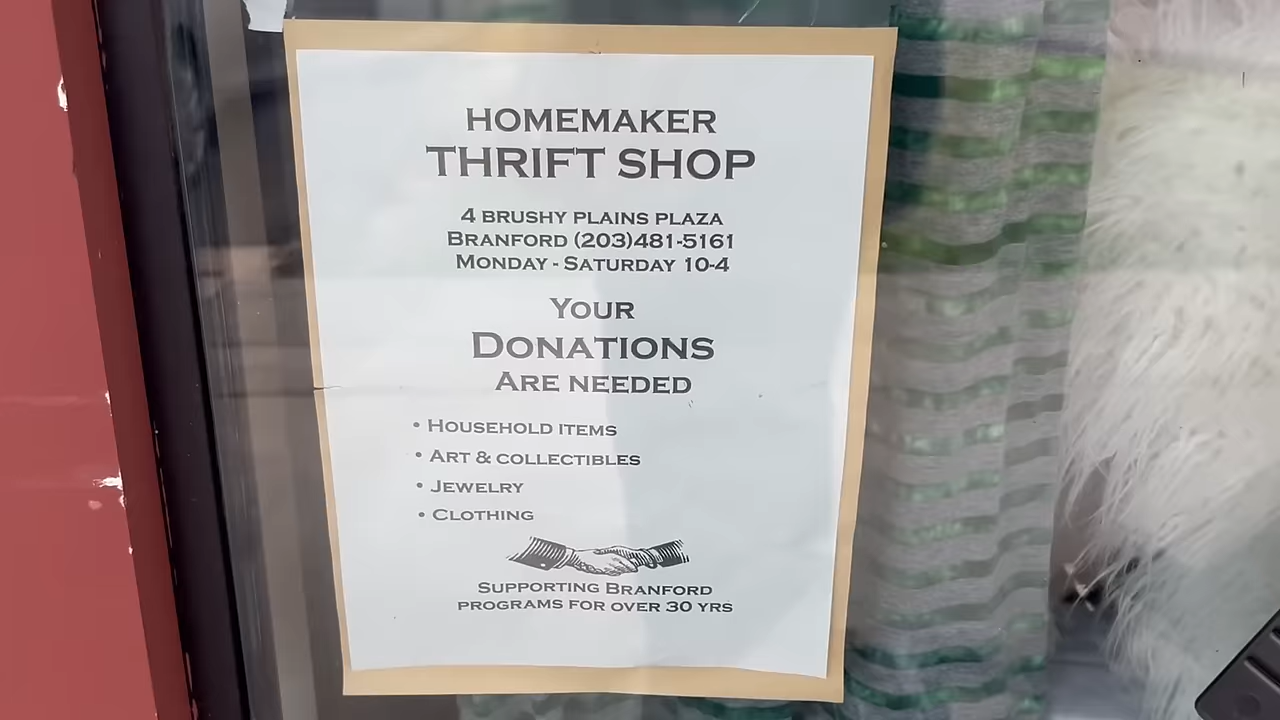 HOMEMAKER
THRIFT SHOP
4 BRUSHY PLAINS PLAZA
BRANFORD (203)481-5161
MONDAY - SATURDAY 10-4
YOUR
DONATIONS
ARE NEEDED
• HOUSEHOLD ITEMS
• ART & COLLECTIBLES
• JEWELRY
• CLOTHING
SUPPORTING BRANFORD
PROGRAMS FOR OVER 30 YRS